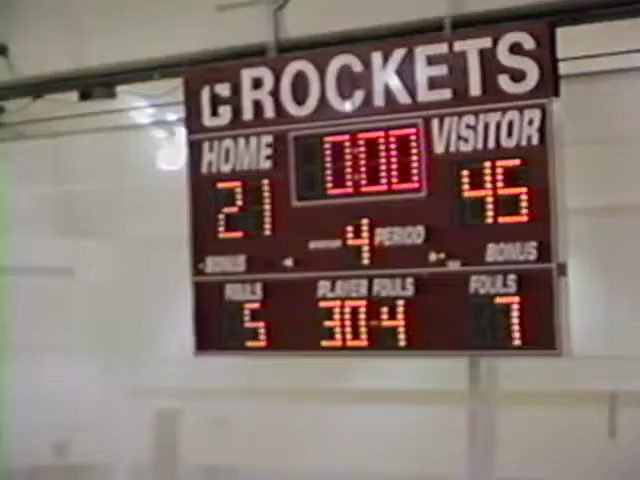 C ROCKETS
HOME 0:00 VISITOR
21 45
4 PERIOD
BONUS BONUS
FOULS PLAYER FOULS FOULS
5 30-4 7